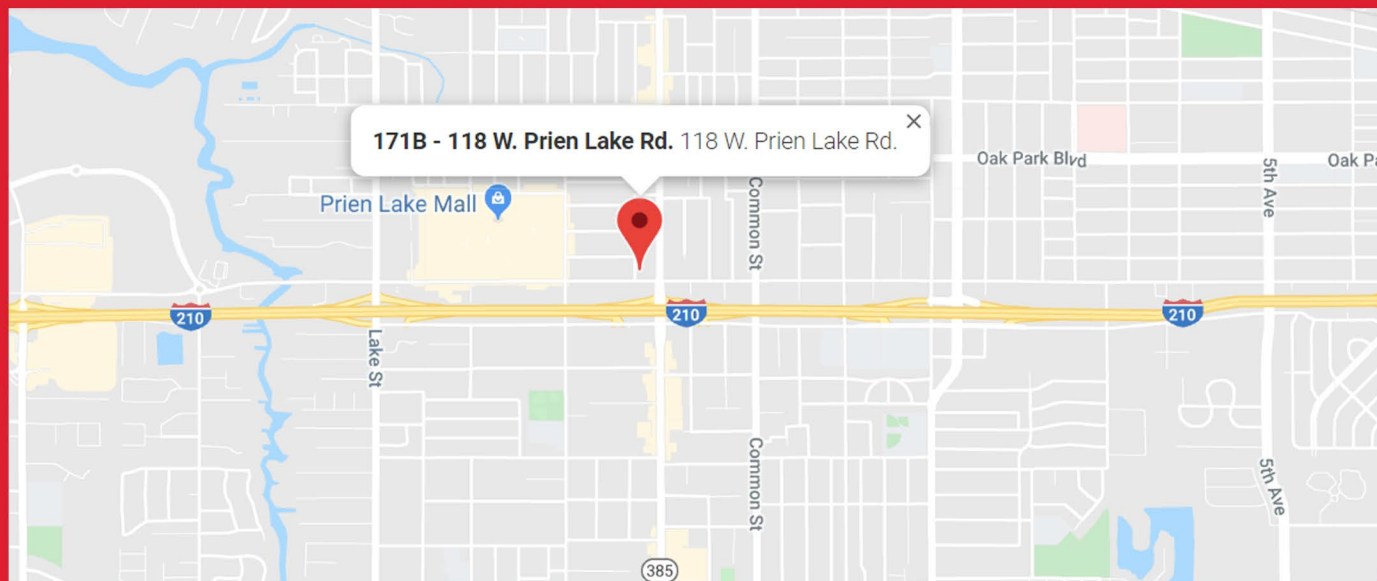 171B - 118 W. Prien Lake Rd. 118 W. Prien Lake Rd.
Oak Park Blvd
Oak Pa
5th Ave
Common St
Prien Lake Mall
210
210
210
Lake St
Common St
5th Ave
385